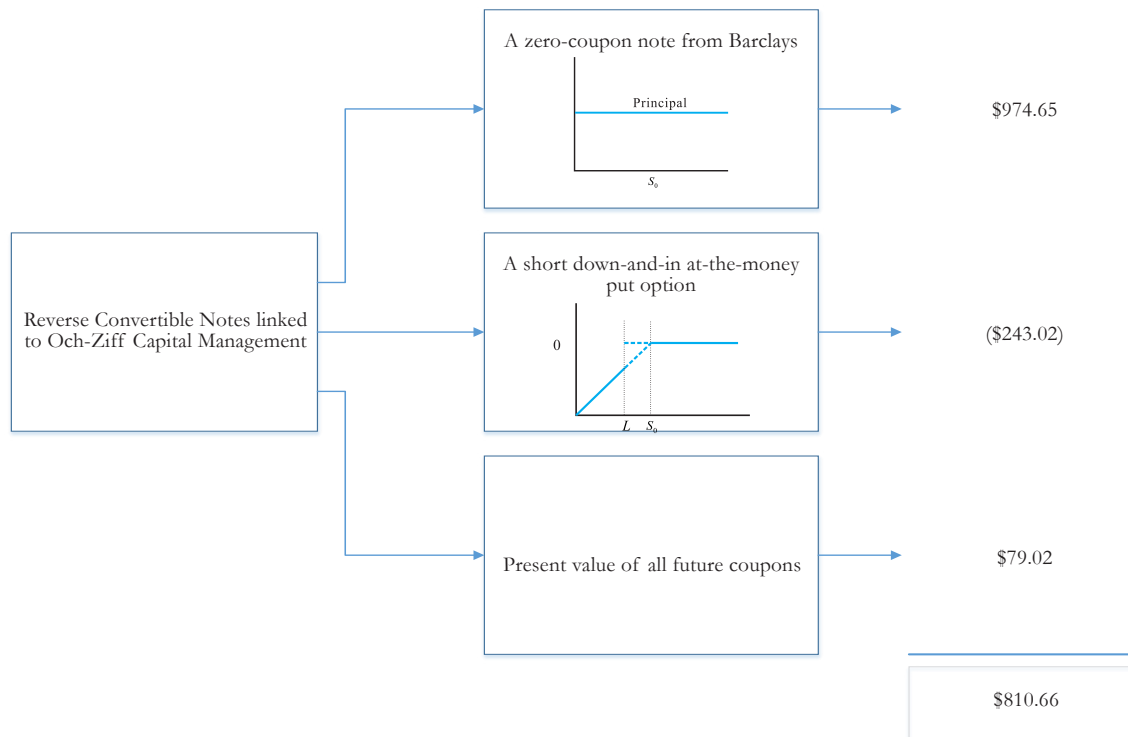 A zero-coupon note from Barclays
Principal
S₀
$974.65
Reverse Convertible Notes linked
to Och-Ziff Capital Management
A short down-and-in at-the-money
put option
0
L S₀
($243.02)
Present value of all future coupons
$79.02
$810.66